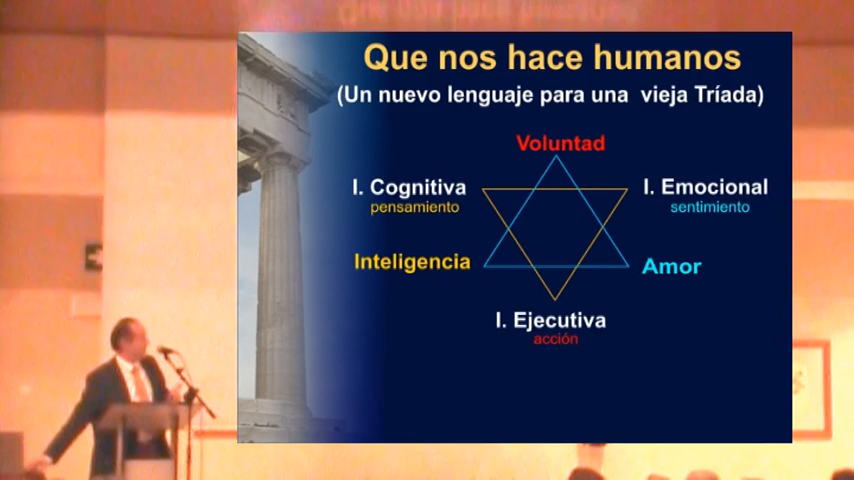 Que nos hace humanos
(Un nuevo lenguaje para una vieja Tríada)
Voluntad
I. Cognitiva
pensamiento
I. Emocional
sentimiento
Inteligencia
Amor
I. Ejecutiva
acción